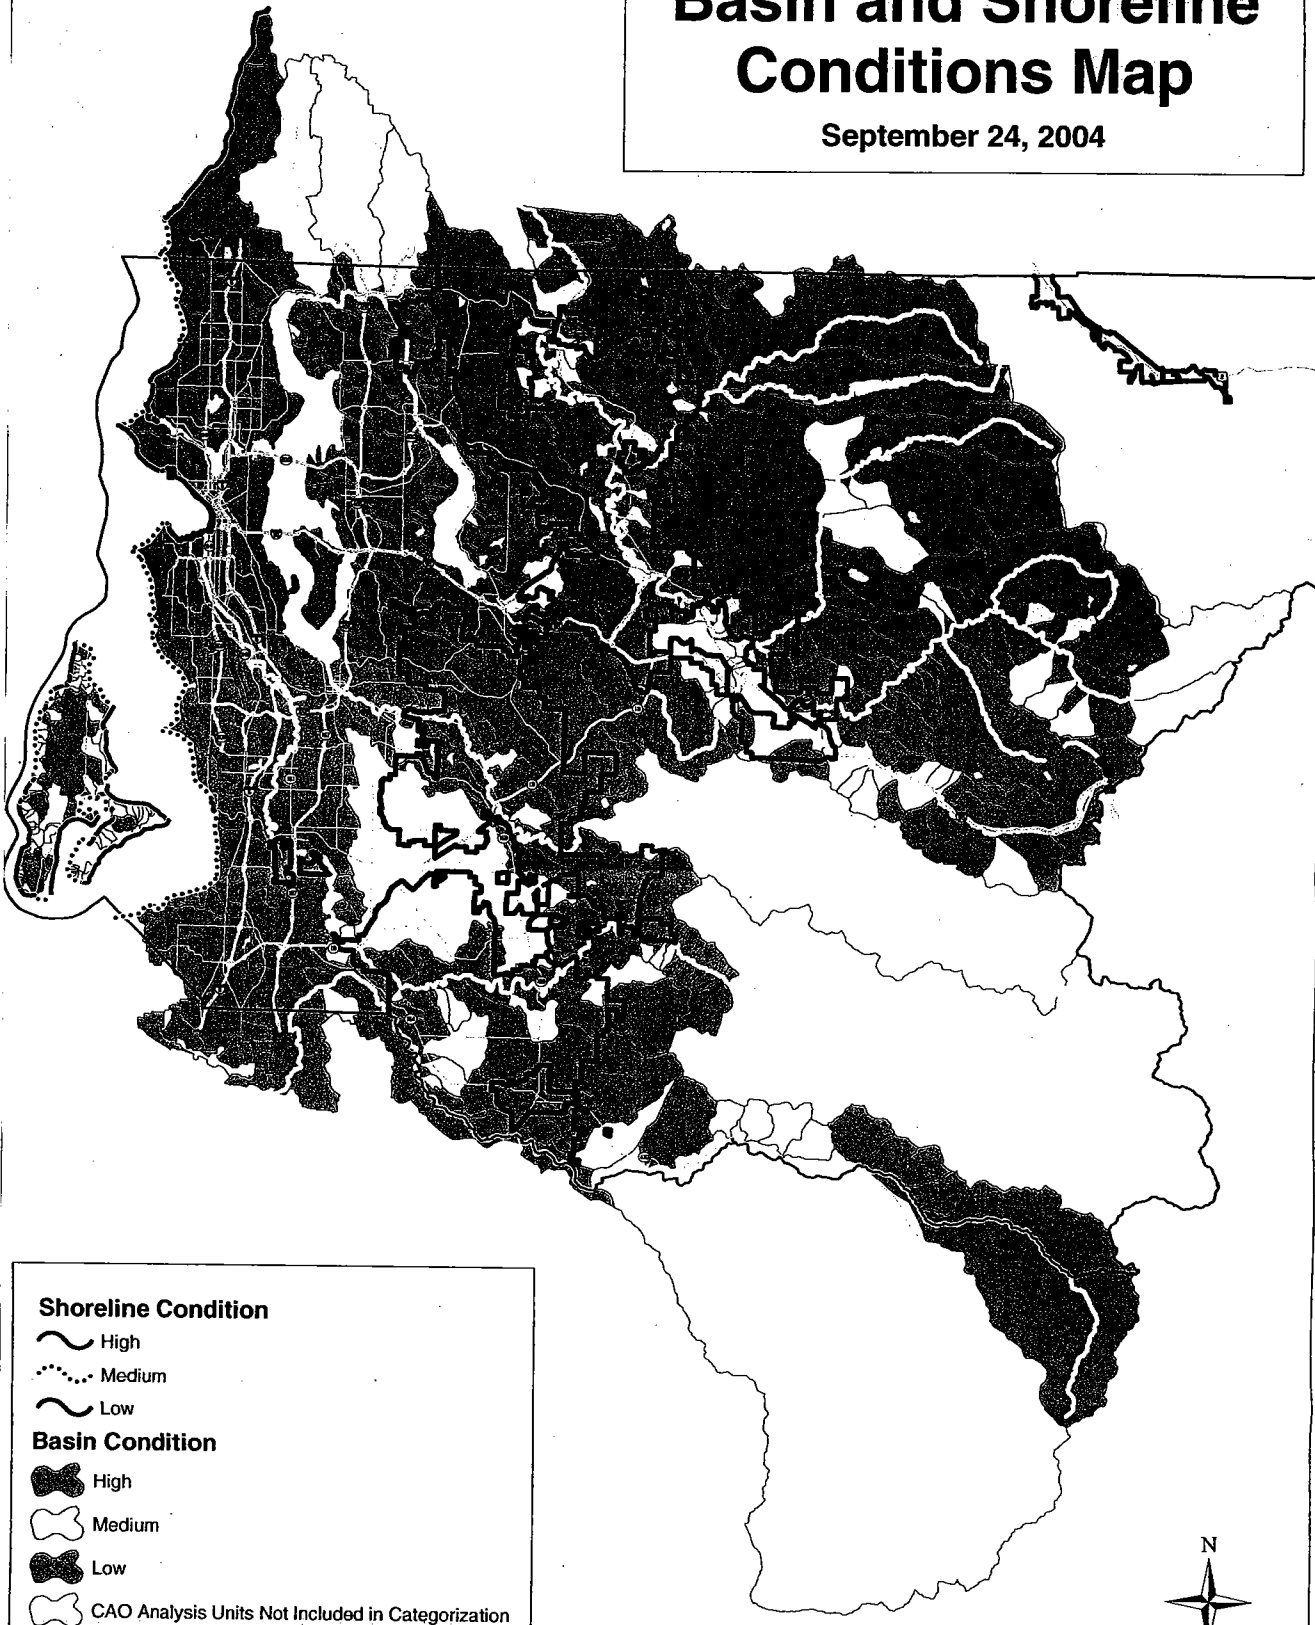 Basin and Shoreline
Conditions Map
September 24, 2004
Shoreline Condition
High
Medium
Low
Basin Condition
High
Medium
Low
CAO Analysis Units Not Included in Categorization
N